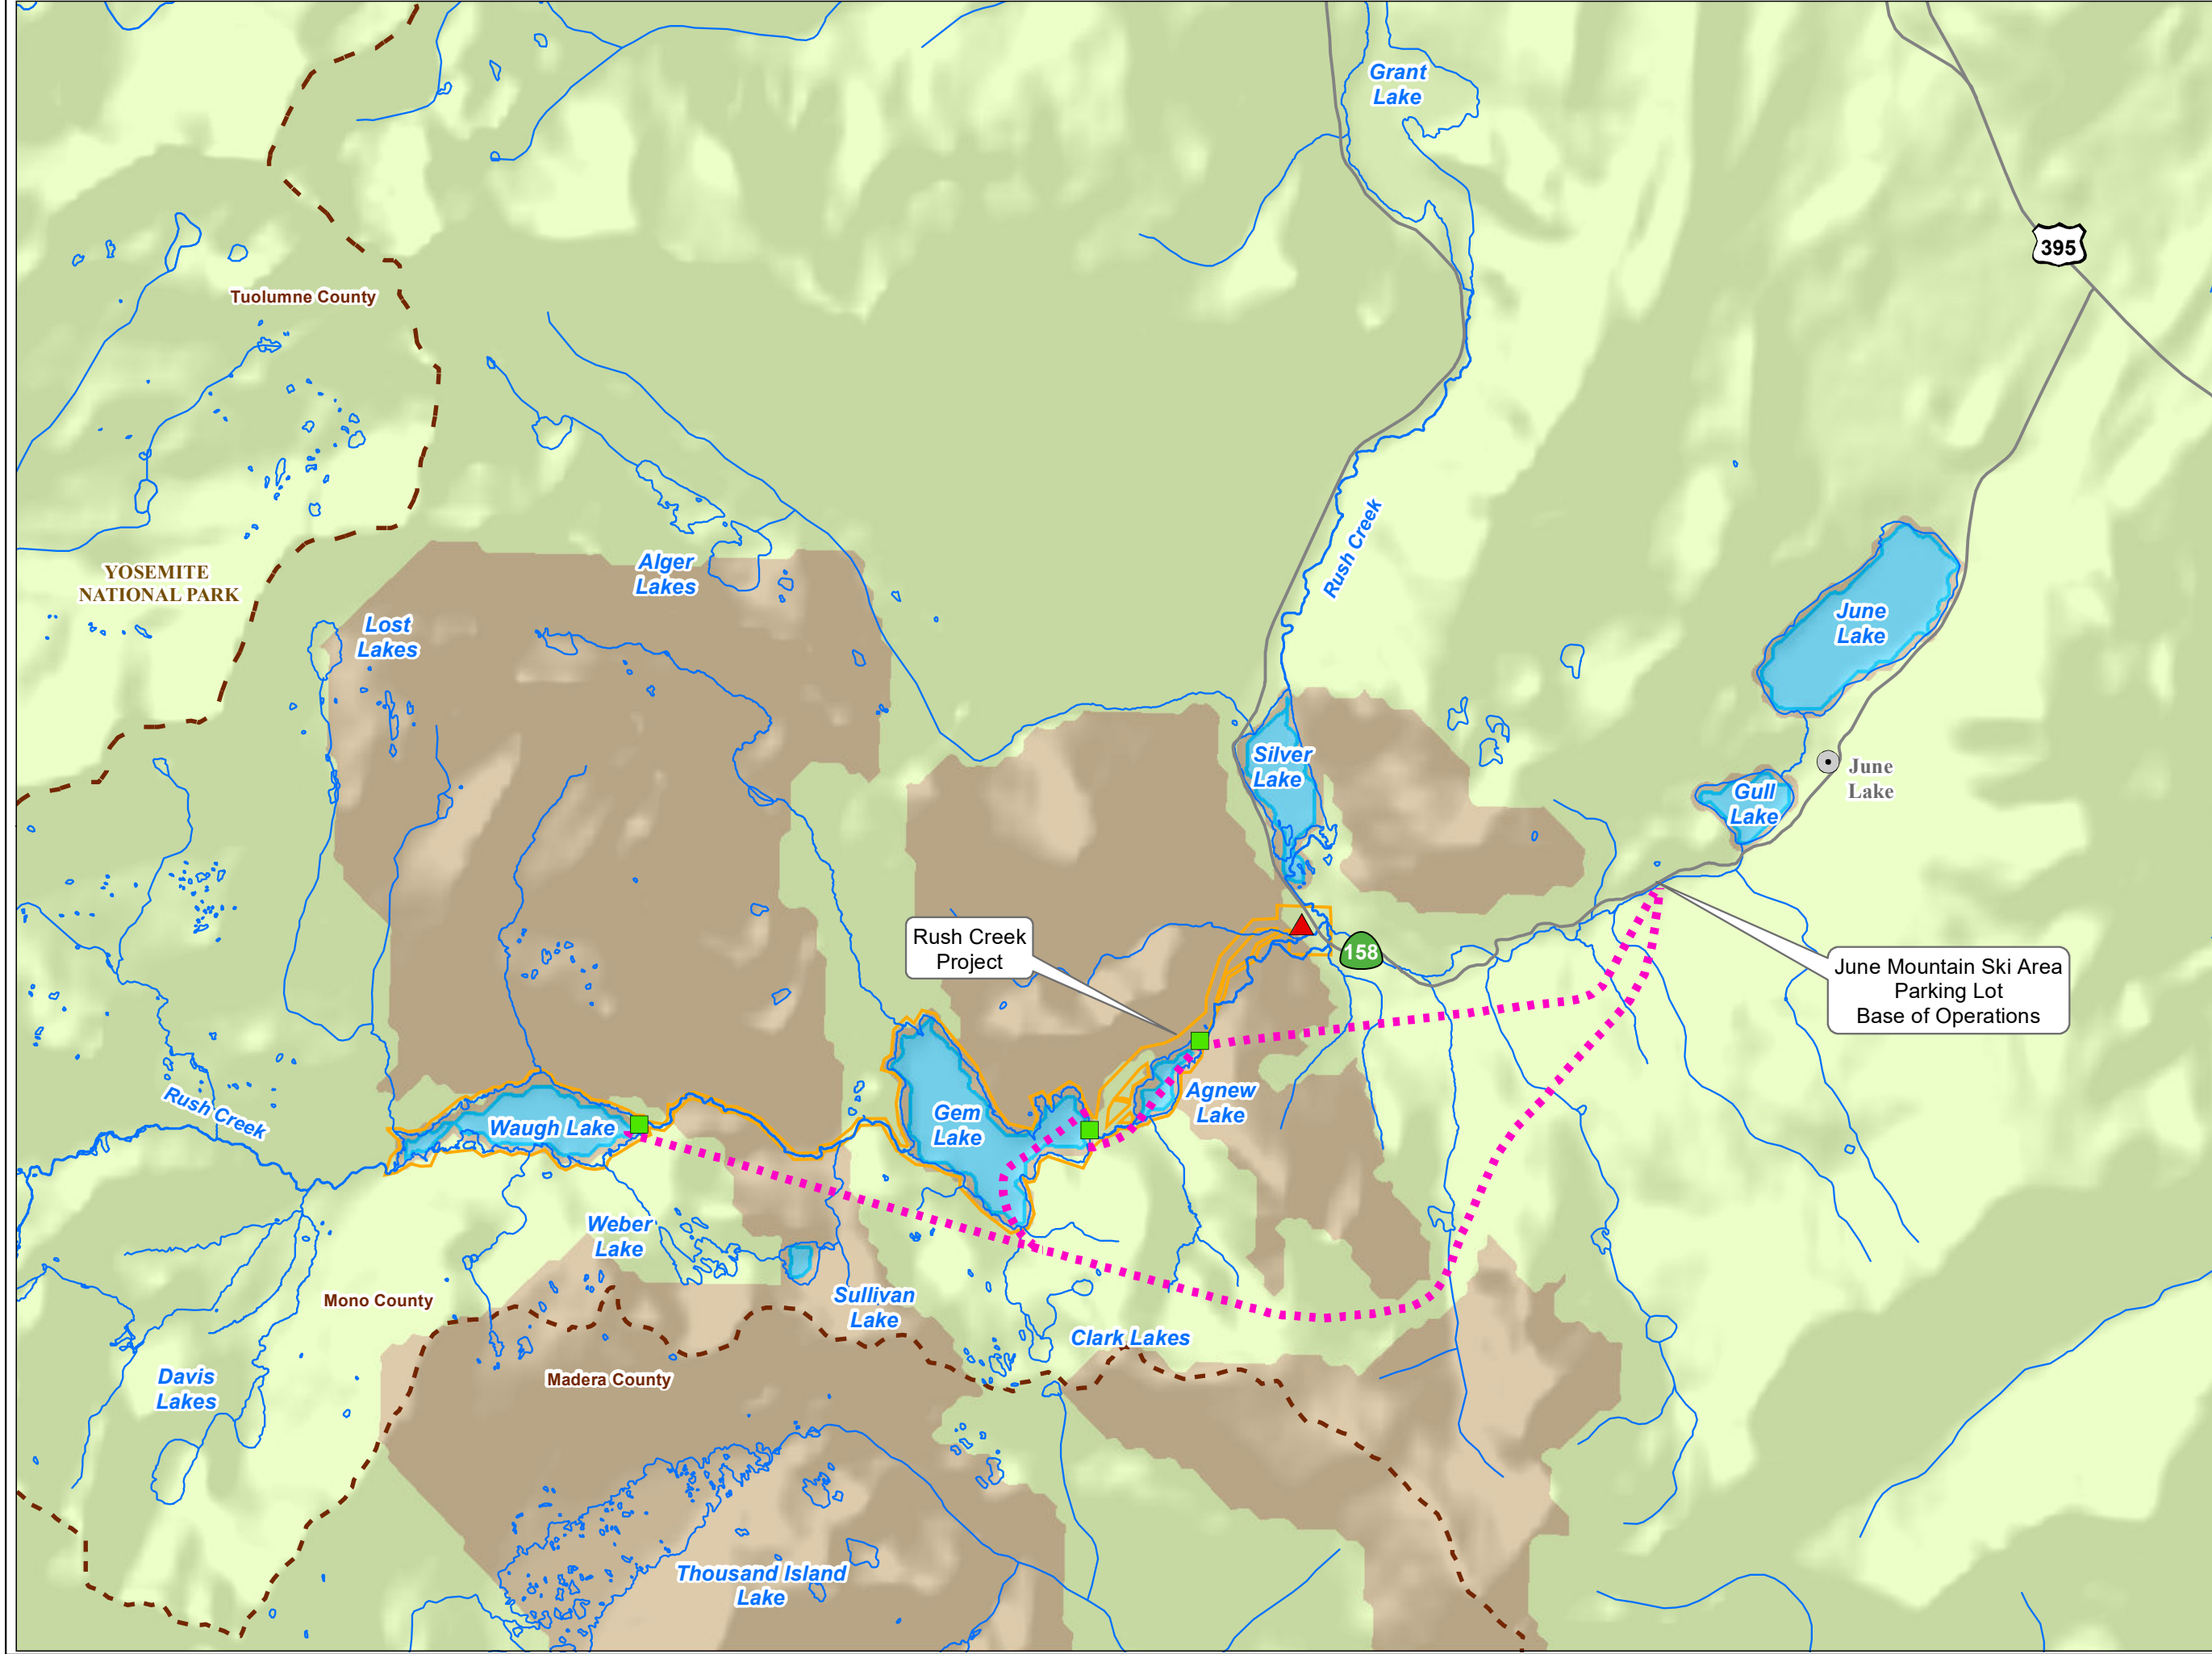 Grant
Lake
395
Tuolumne County
Rush Creek
YOSEMITE
NATIONAL PARK
Alger
Lakes
Lost
Lakes
June
Lake
Silver
Lake
June
Lake
Gull
Lake
Rush Creek
Project
158
June Mountain Ski Area
Parking Lot
Base of Operations
Rush Creek
Waugh Lake
Gem
Lake
Agnew
Lake
Weber
Lake
Mono County
Sullivan
Lake
Clark Lakes
Davis
Lakes
Madera County
Thousand Island
Lake